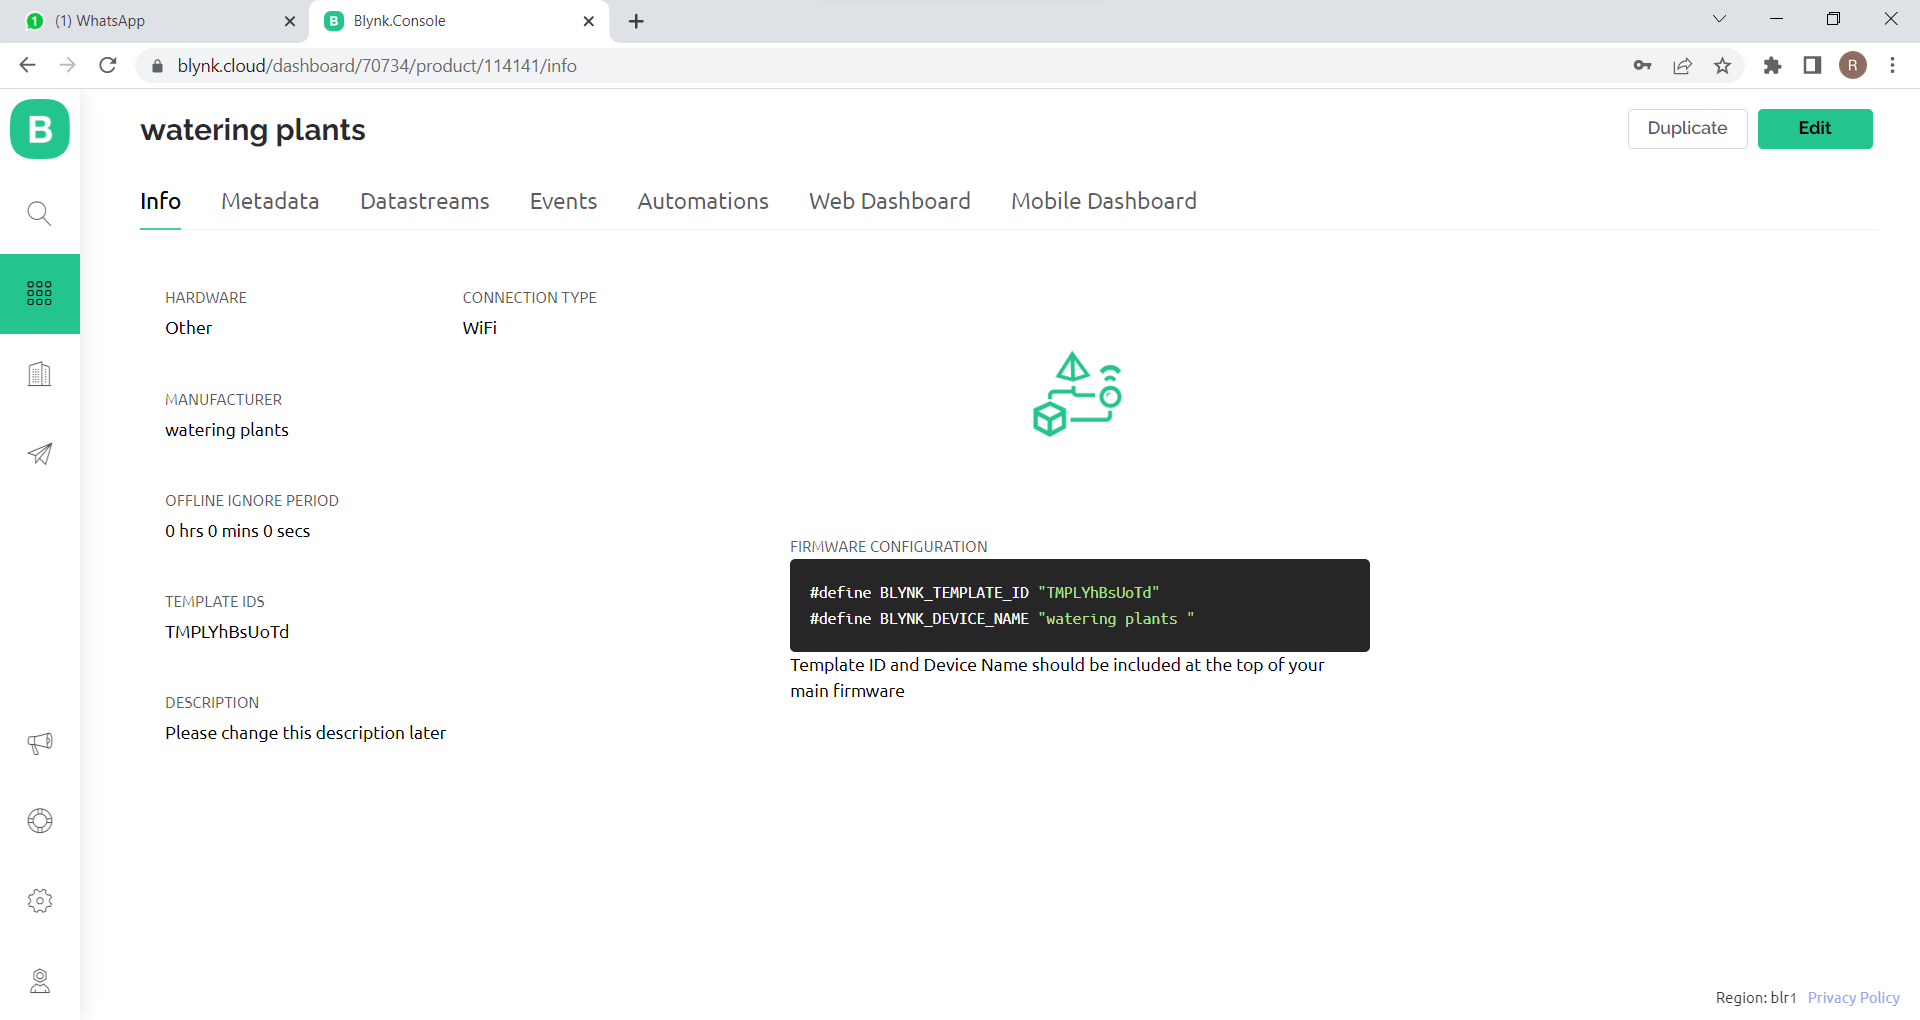 1 (1) WhatsApp
B Blynk.Console
blynk.cloud/dashboard/70734/product/114141/info
R
B
watering plants
Duplicate
Edit
Info Metadata Datastreams Events Automations Web Dashboard Mobile Dashboard
HARDWARE
Other
CONNECTION TYPE
WiFi
MANUFACTURER
watering plants
OFFLINE IGNORE PERIOD
0 hrs 0 mins 0 secs
TEMPLATE IDS
TMPLYhBsUoTd
DESCRIPTION
Please change this description later
FIRMWARE CONFIGURATION
#define BLYNK_TEMPLATE_ID "TMPLYhBsUoTd"
#define BLYNK_DEVICE_NAME "watering plants "
Template ID and Device Name should be included at the top of your
main firmware
Region: blr1 Privacy Policy